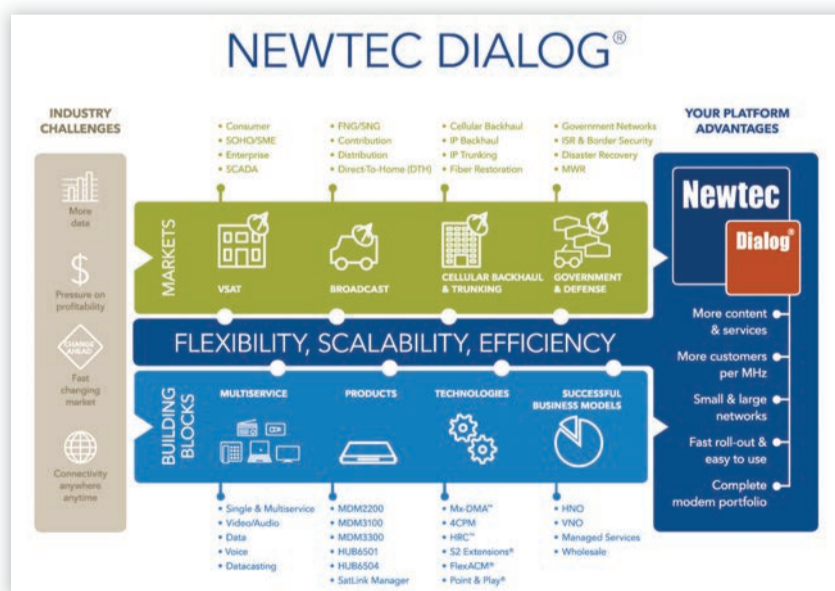 NEWTEC DIALOG®
INDUSTRY
CHALLENGES
More
data
$
Pressure on
profitability
CHANGE
AHEAD
Fast
changing
market
Connectivity
anywhere
anytime
• Consumer
• SOHO/SME
• Enterprise
• SCADA
• FNG/SNG
• Contribution
• Distribution
• Direct-To-Home (DTH)
• Cellular Backhaul
• IP Backhaul
• IP Trunking
• Fiber Restoration
• Government Networks
• ISR & Border Security
• Disaster Recovery
• MWR
MARKETS
VSAT
BROADCAST
CELLULAR BACKHAUL
& TRUNKING
GOVERNMENT
& DEFENSE
FLEXIBILITY, SCALABILITY, EFFICIENCY
BUILDING
BLOCKS
MULTISERVICE
PRODUCTS
TECHNOLOGIES
SUCCESSFUL
BUSINESS MODELS
• Single & Multiservice
• Video/Audio
• Data
• Voice
• Datacasting
• MDM2200
• MDM3100
• MDM3300
• HUB6501
• HUB6504
• SatLink Manager
• Mx-DMA™
• 4CPM
• HRC™
• S2 Extensions®
• FlexACM®
• Point & Play®
• HNO
• VNO
• Managed Services
• Wholesale
YOUR PLATFORM
ADVANTAGES
Newtec
Dialog®
More content
& services
More customers
per MHz
Small & large
networks
Fast roll-out &
easy to use
Complete
modem portfolio